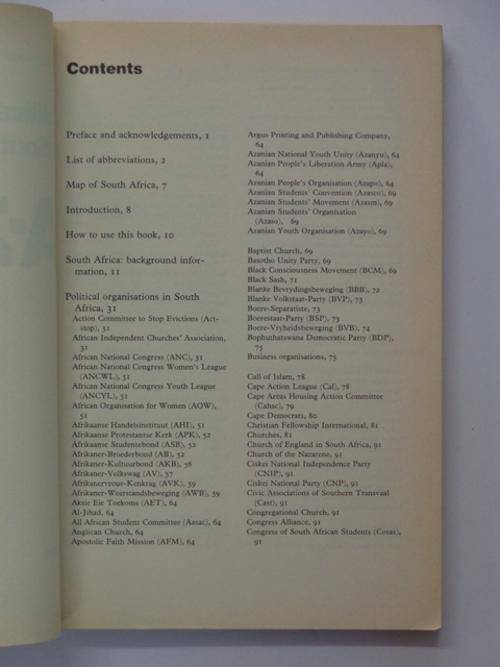 Contents
Preface and acknowledgements, 1
List of abbreviations, 2
Map of South Africa, 7
Introduction, 8
How to use this book, 10
South Africa: background infor-
mation, 11
Political organisations in South
Africa, 31
Action Committee to Stop Evictions (Act-
stop), 31
African Independent Churches' Association,
31
African National Congress (ANC), 31
African National Congress Women's League
(ANCWL), 51
African National Congress Youth League
(ANCYL), 51
African Organisation for Women (AOW),
51
Afrikaanse Handelsinstituut (AHI), 51
Afrikaanse Protestantse Kerk (APK), 52
Afrikaanse Studentebond (ASB), 52
Afrikaner-Broederbond (AB), 52
Afrikaner-Kultuurbond (AKB), 56
Afrikaner-Volkswag (AV), 57
Afrikanervroue-Kenkrag (AVK), 59
Afrikaner-Weerstandsbeweging (AWB), 59
Aksie Eie Toekoms (AET), 64
Al-Jihad, 64
All African Student Committee (Aasac), 64
Anglican Church, 64
Apostolic Faith Mission (AFM), 64
Argus Printing and Publishing Company,
64
Azanian National Youth Unity (Azanyu), 64
Azanian People's Liberation Army (Apla),
64
Azanian People's Organisation (Azapo), 64
Azanian Students' Convention (Azasco), 69
Azanian Students' Movement (Azasm), 69
Azanian Students' Organisation
(Azaso), 69
Azanian Youth Organisation (Azayo), 69
Baptist Church, 69
Basotho Unity Party, 69
Black Consciousness Movement (BCM), 69
Black Sash, 71
Blanke Bevrydingsbeweging (BBB), 72
Blanke Volkstaat-Party (BVP), 73
Boere-Separatiste, 73
Boerestaat-Party (BSP), 73
Boere-Vryheidsbeweging (BVB), 74
Bophuthatswana Democratic Party (BDP),
75
Business organisations, 75
Call of Islam, 78
Cape Action League (Cal), 78
Cape Areas Housing Action Committee
(Cahac), 79
Cape Democrats, 80
Christian Fellowship International, 81
Churches, 81
Church of England in South Africa, 91
Church of the Nazarene, 91
Ciskei National Independence Party
(CNIP), 91
Ciskei National Party (CNP), 91
Civic Associations of Southern Transvaal
(Cast), 91
Congregational Church, 91
Congress Alliance, 91
Congress of South African Students (Cosas),
91